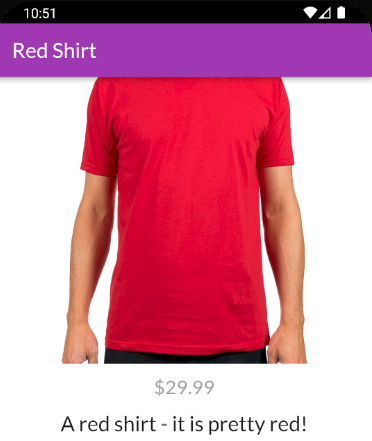 10:51
Red Shirt
$29.99
A red shirt - it is pretty red!